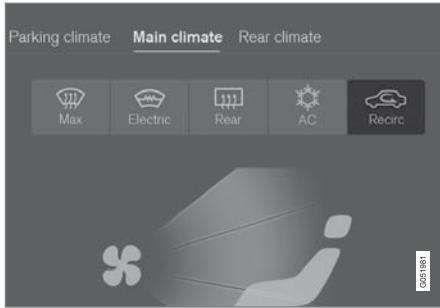 Parking climate Main climate Rear climate
Max Electric Rear AC Recirc
G051981